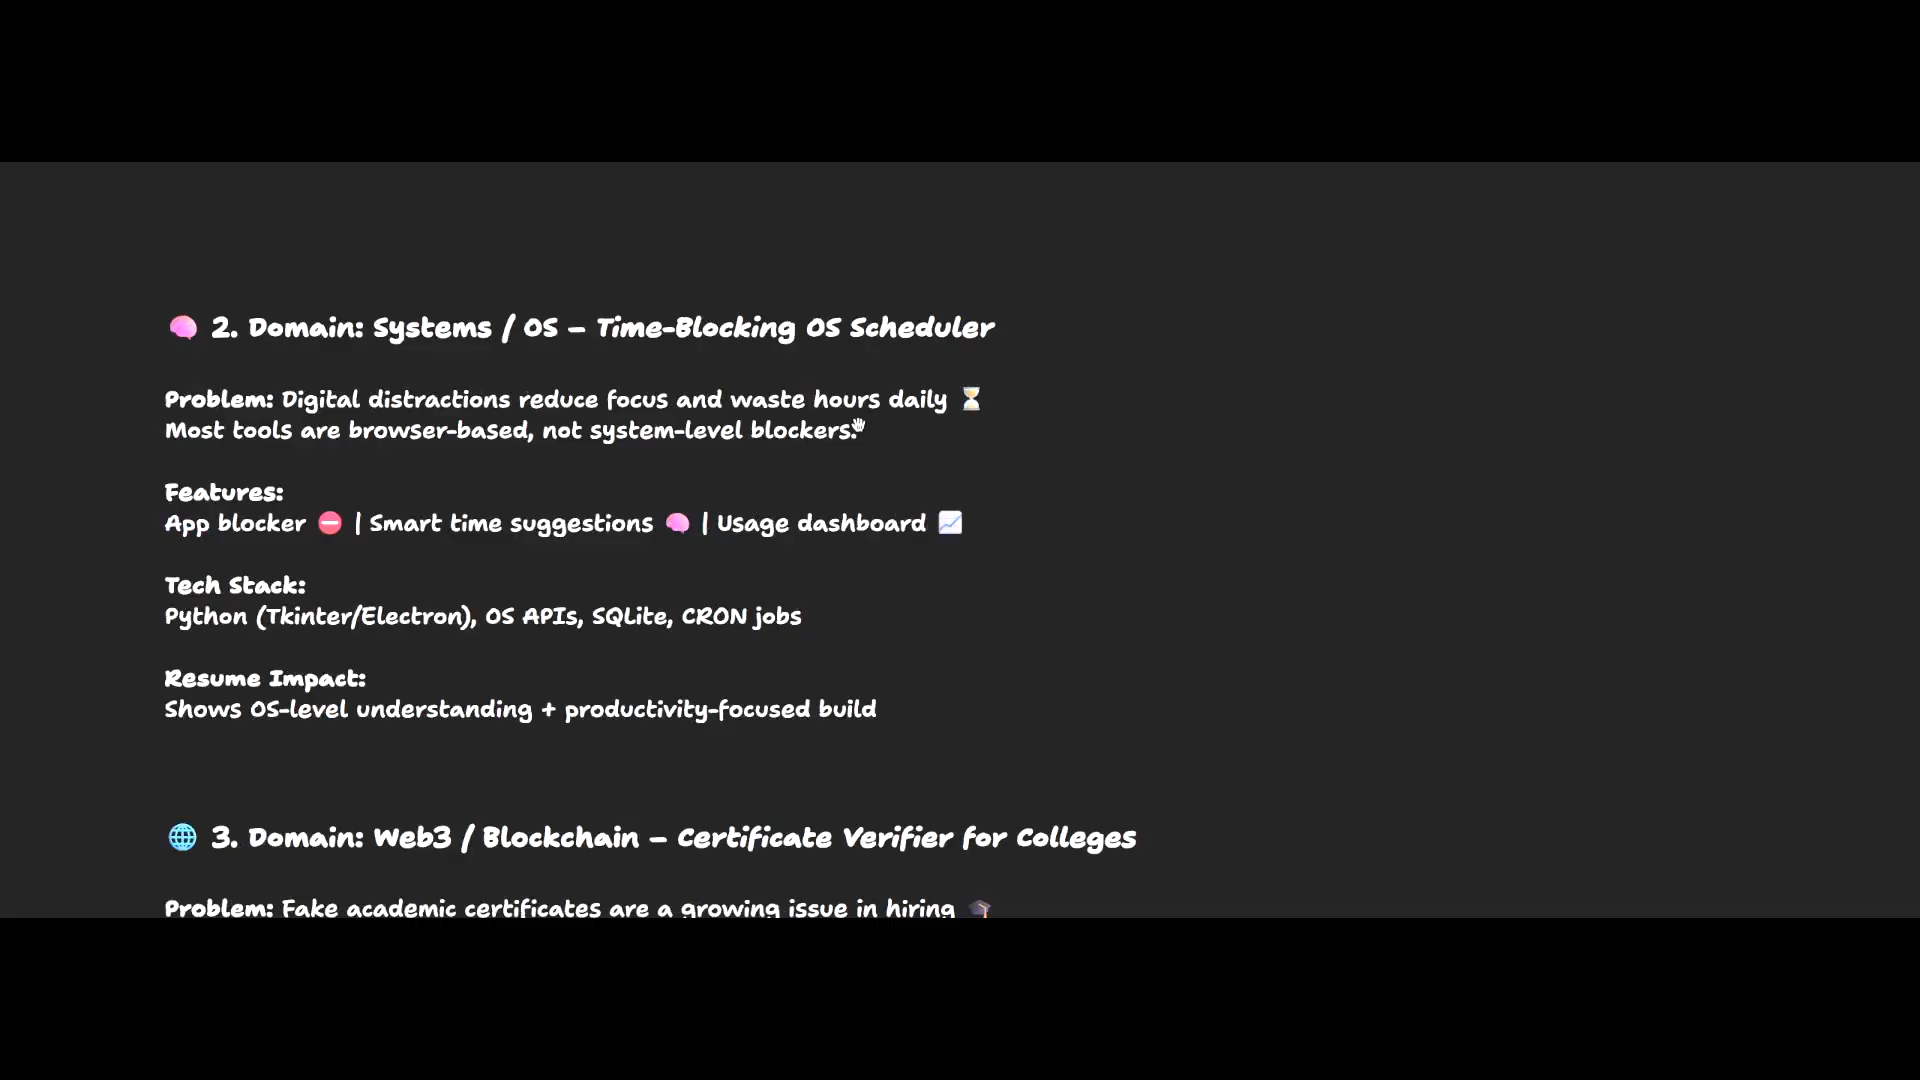 🧠 2. Domain: Systems / OS – Time-Blocking OS Scheduler
Problem: Digital distractions reduce focus and waste hours daily ⏳
Most tools are browser-based, not system-level blockers.
Features:
App blocker ⛔ | Smart time suggestions 🧠 | Usage dashboard 📈
Tech Stack:
Python (Tkinter/Electron), OS APIs, SQLite, CRON jobs
Resume Impact:
Shows OS-level understanding + productivity-focused build
🌐 3. Domain: Web3 / Blockchain – Certificate Verifier for Colleges
Problem: Fake academic certificates are a growing issue in hiring 🎓